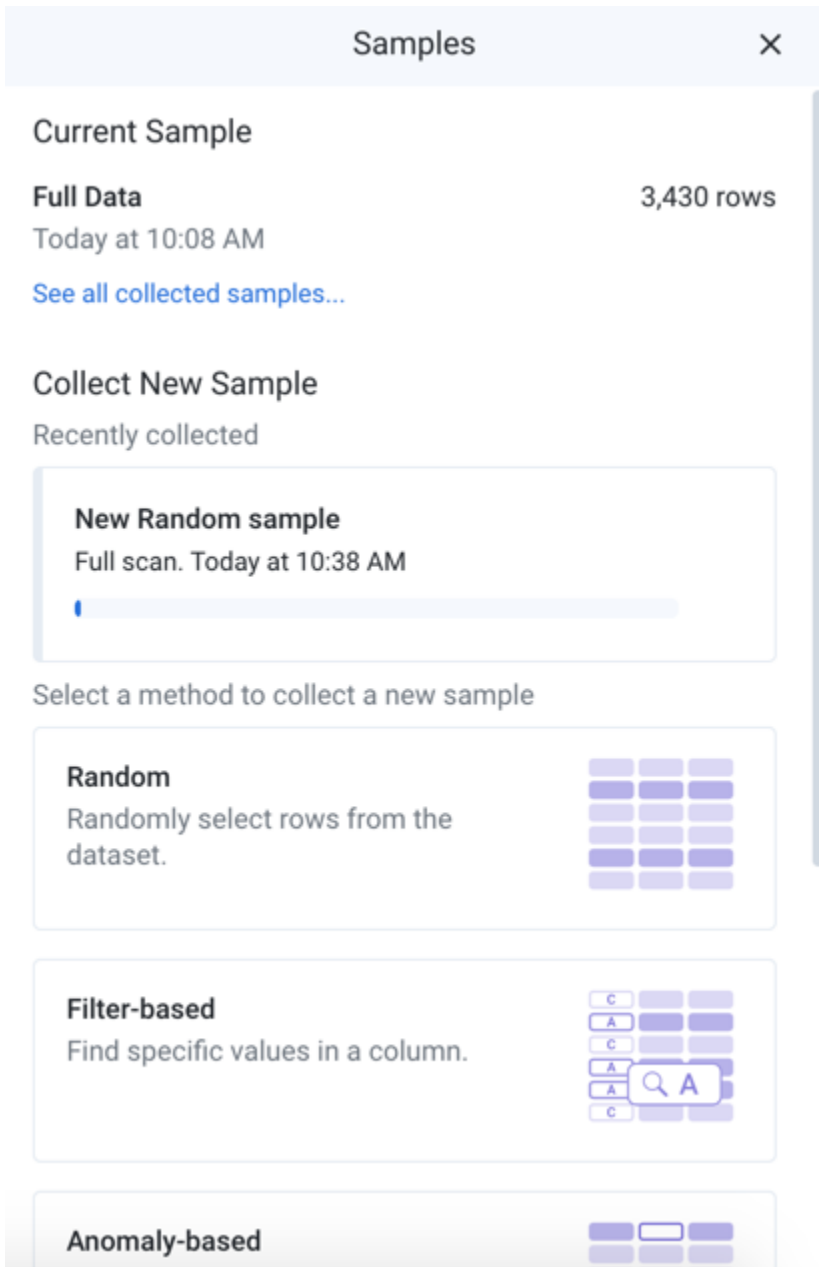 Samples
Current Sample
Full Data
3,430 rows
Today at 10:08 AM
See all collected samples...
Collect New Sample
Recently collected
New Random sample
Full scan. Today at 10:38 AM
Select a method to collect a new sample
Random
Randomly select rows from the
dataset.
Filter-based
Find specific values in a column.
C
A
C
A
A
C
A
Anomaly-based